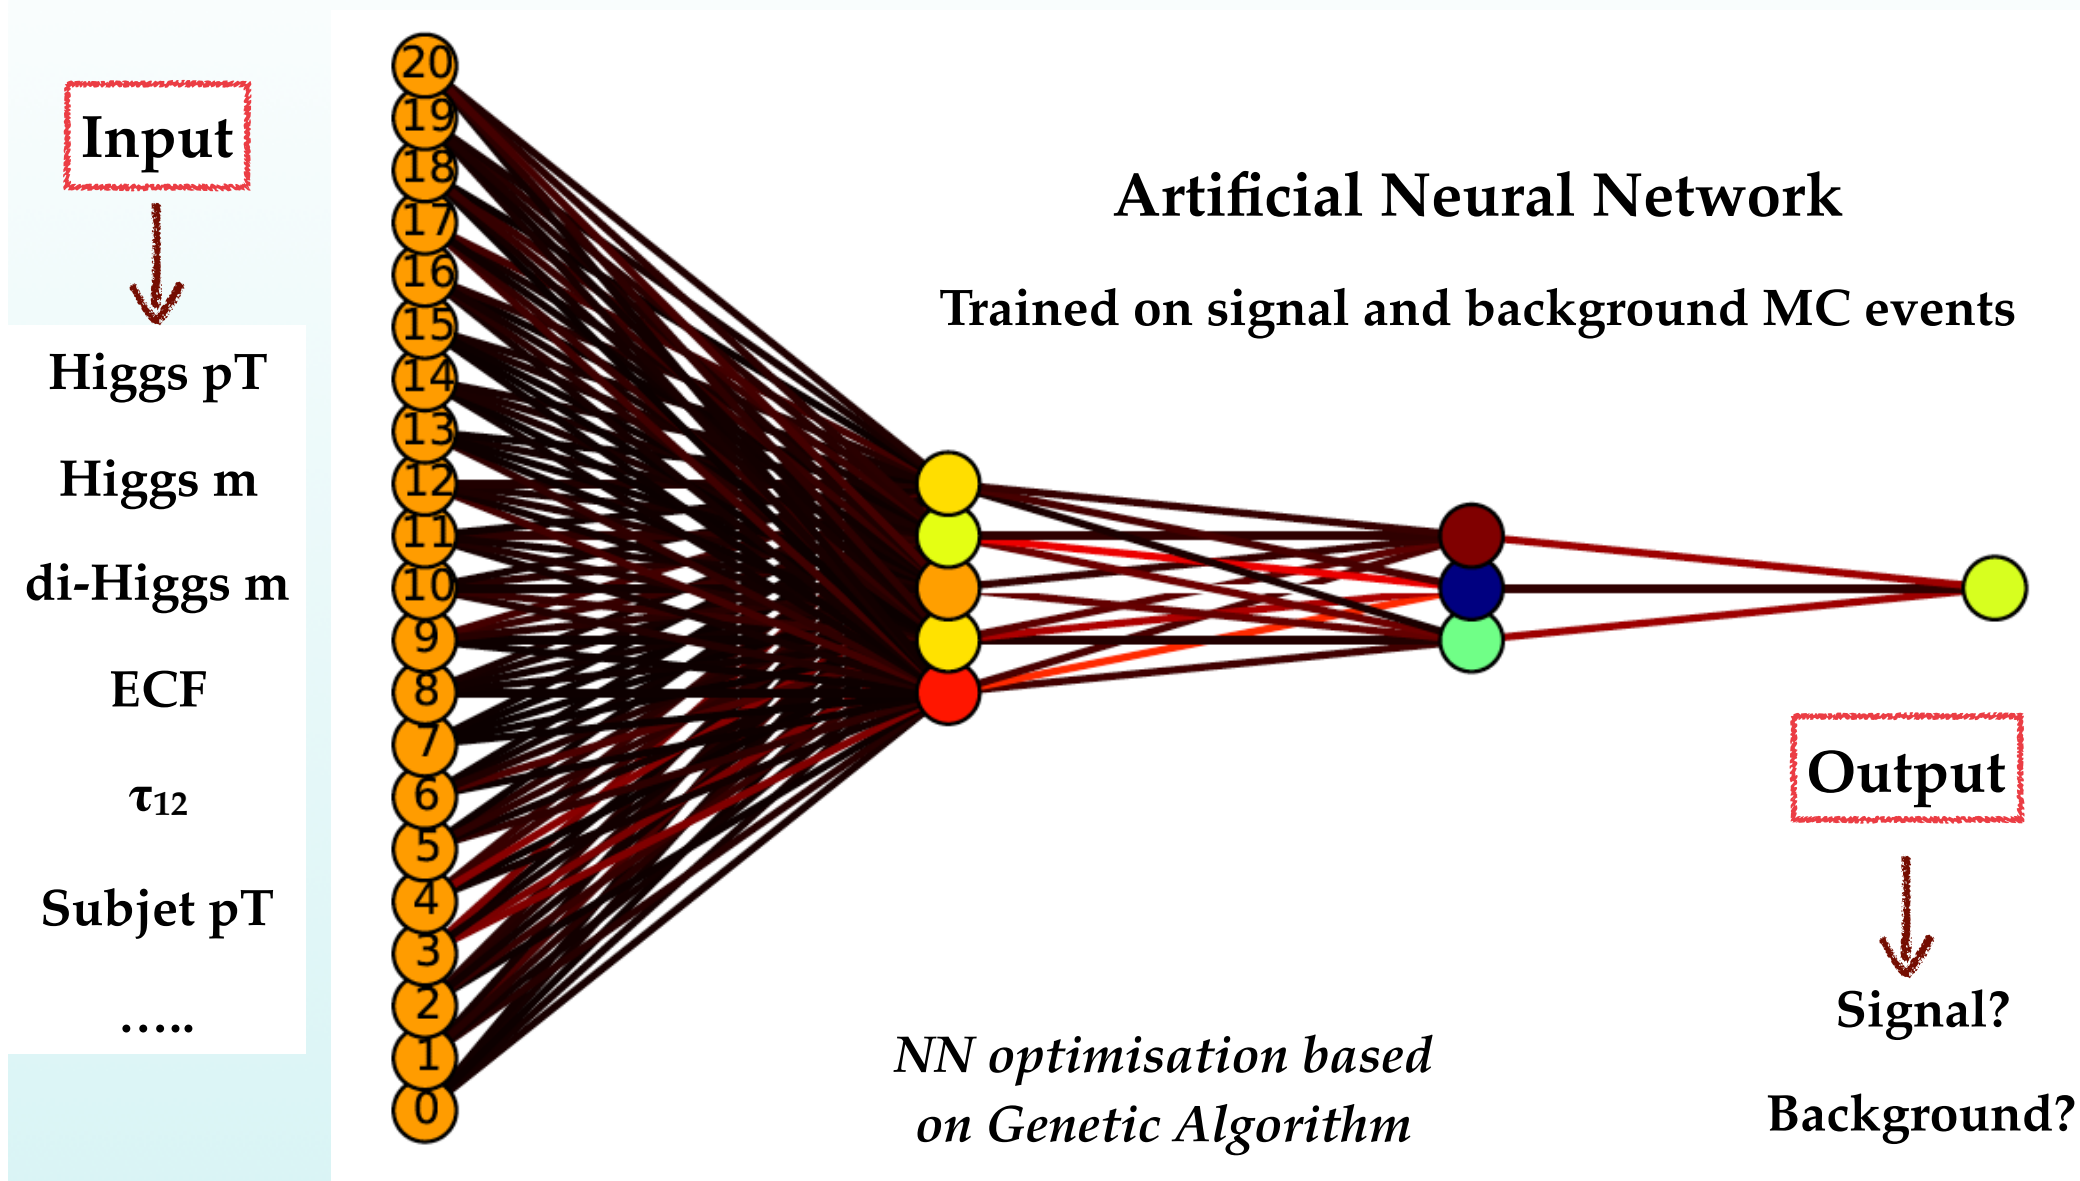 Input
Higgs pT
Higgs m
di-Higgs m
ECF
τ₁₂
Subjet pT
.....
20
19
18
17
16
15
14
13
12
11
10
9
8
7
6
5
4
3
2
1
0
Artificial Neural Network
Trained on signal and background MC events
NN optimisation based
on Genetic Algorithm
Output
Signal?
Background?